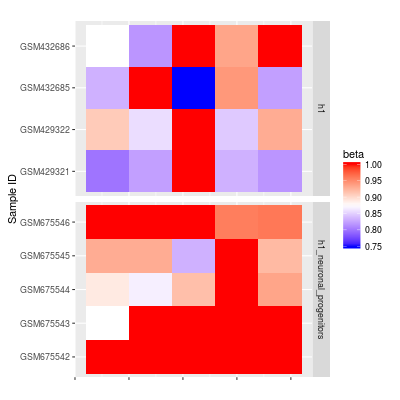 GSM432686
GSM432685
GSM429322
GSM429321
h1
GSM675546
GSM675545
GSM675544
GSM675543
GSM675542
h1_neuronal_progenitors
Sample ID
beta
1.00
0.95
0.90
0.85
0.80
0.75